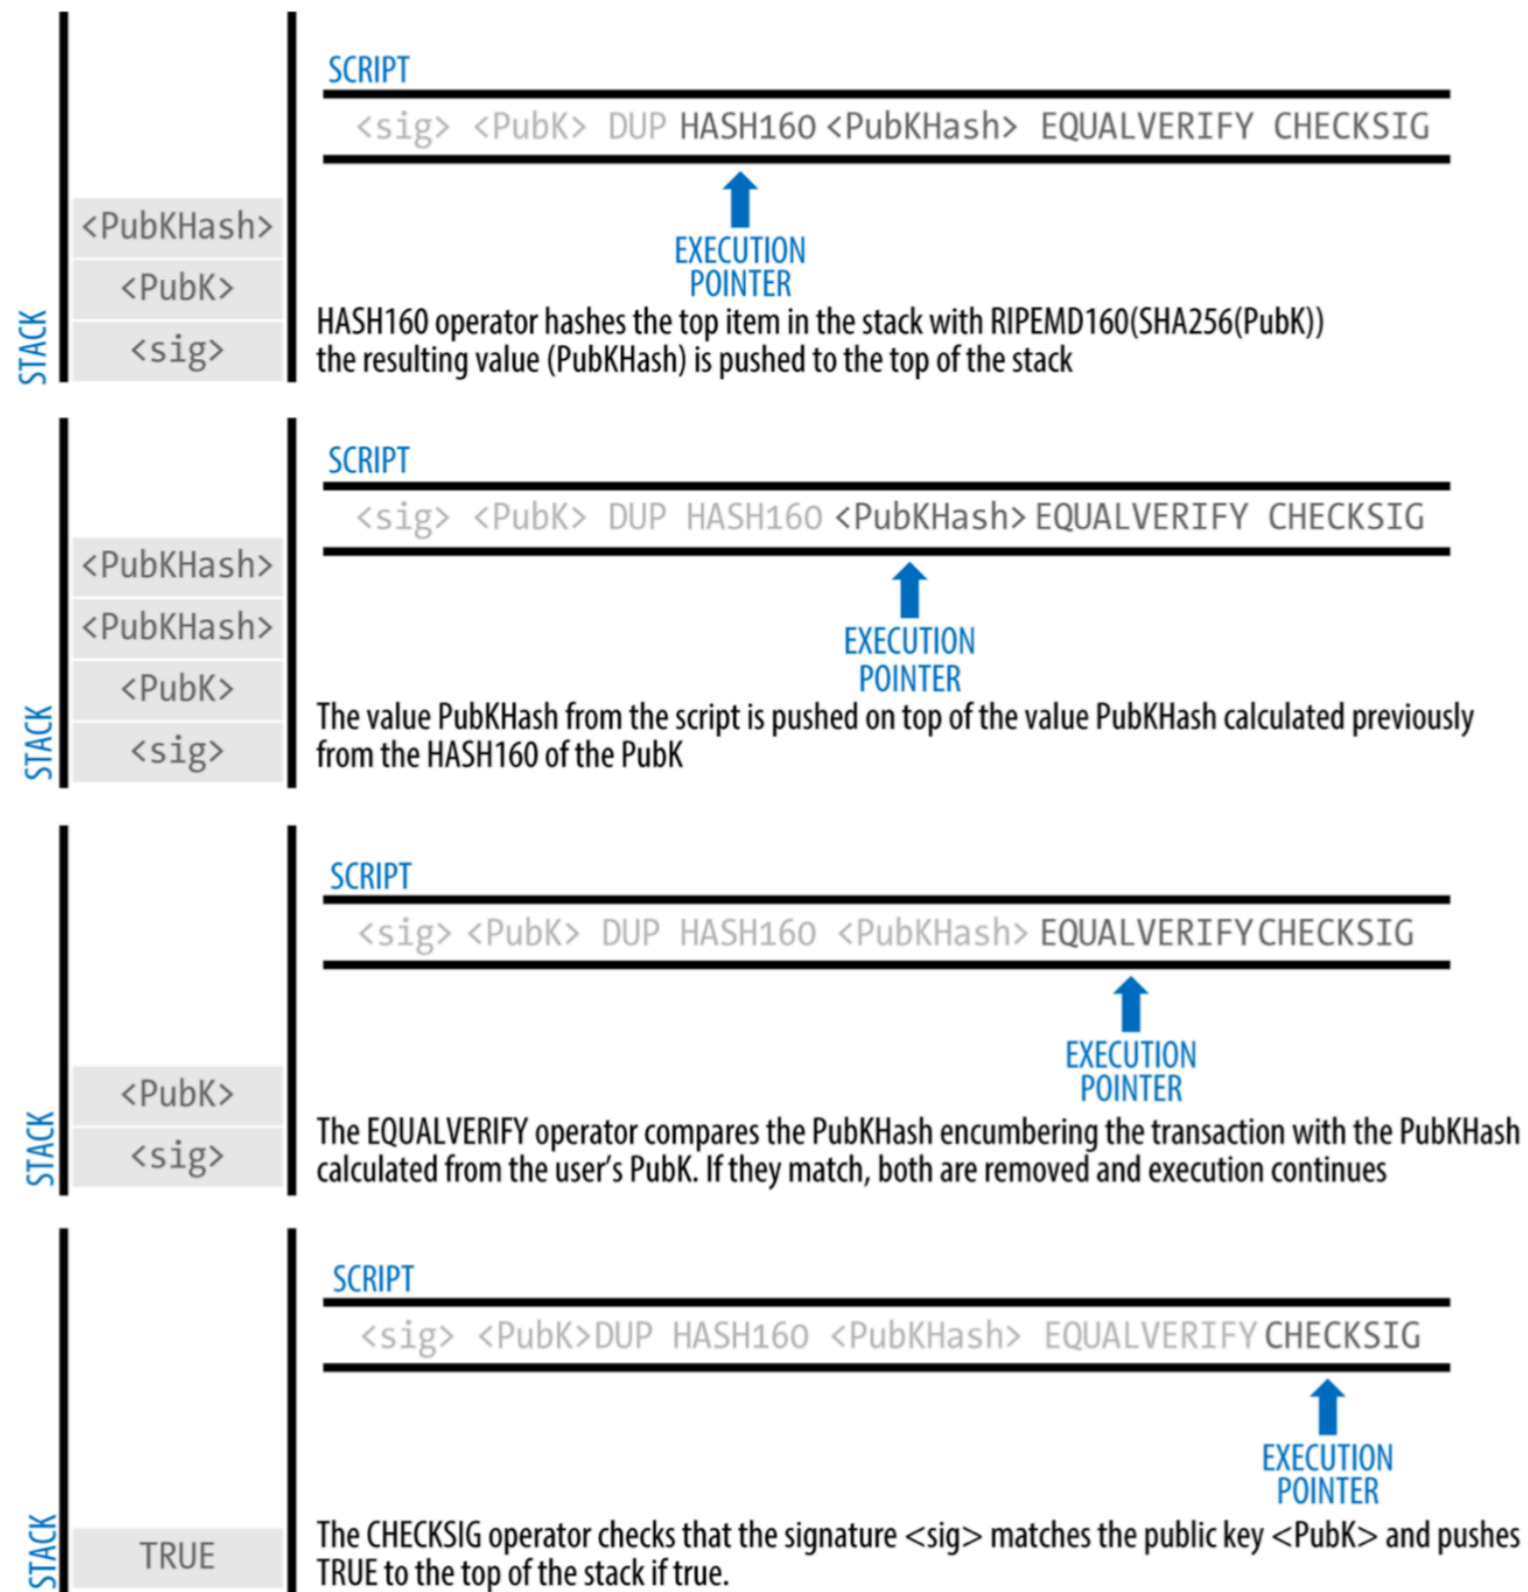 SCRIPT
<sig> <PubK> DUP HASH160 <PubKHash> EQUALVERIFY CHECKSIG
EXECUTION
POINTER
<PubKHash>
<PubK>
<sig>
STACK
HASH160 operator hashes the top item in the stack with RIPEMD160(SHA256(PubK))
the resulting value (PubKHash) is pushed to the top of the stack
SCRIPT
<sig> <PubK> DUP HASH160 <PubKHash> EQUALVERIFY CHECKSIG
EXECUTION
POINTER
<PubKHash>
<PubKHash>
<PubK>
<sig>
STACK
The value PubKHash from the script is pushed on top of the value PubKHash calculated previously
from the HASH160 of the PubK
SCRIPT
<sig> <PubK> DUP HASH160 <PubKHash> EQUALVERIFY CHECKSIG
EXECUTION
POINTER
<PubK>
<sig>
STACK
The EQUALVERIFY operator compares the PubKHash encumbering the transaction with the PubKHash
calculated from the user’s PubK. If they match, both are removed and execution continues
SCRIPT
<sig> <PubK> DUP HASH160 <PubKHash> EQUALVERIFY CHECKSIG
EXECUTION
POINTER
TRUE
STACK
The CHECKSIG operator checks that the signature <sig> matches the public key <PubK> and pushes
TRUE to the top of the stack if true.